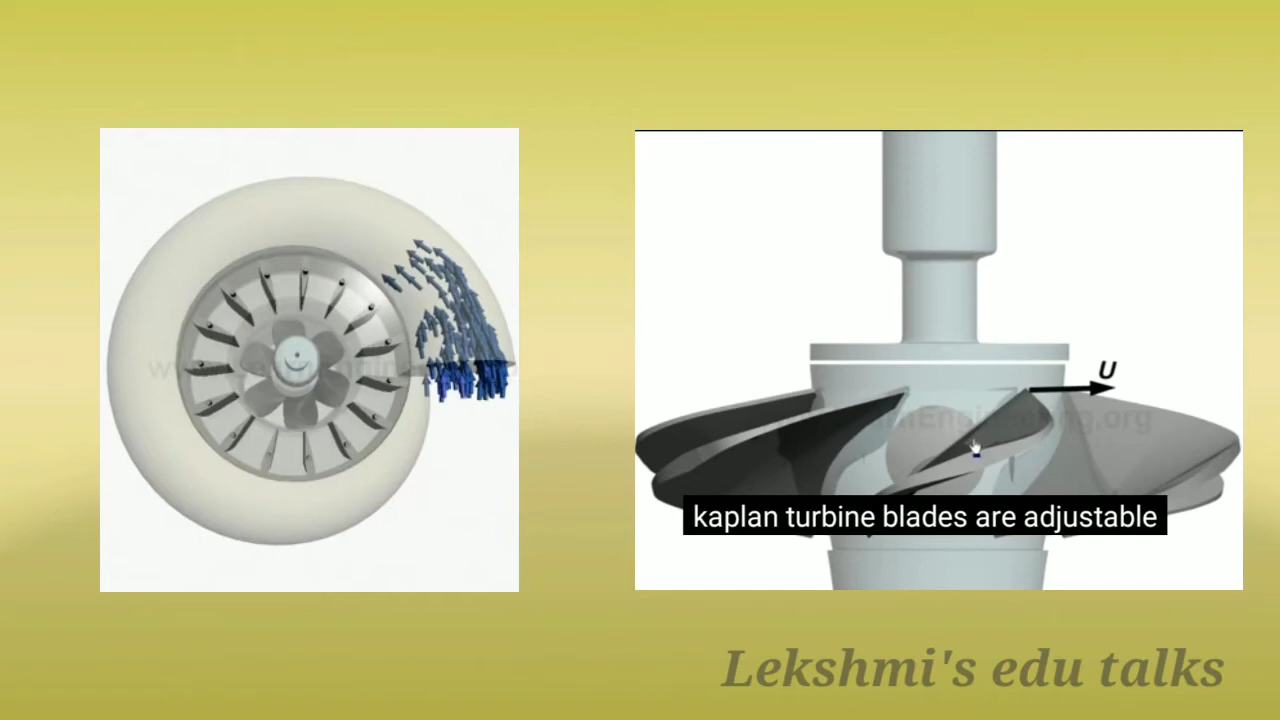 U
kaplan turbine blades are adjustable
Lekshmi's edu talks